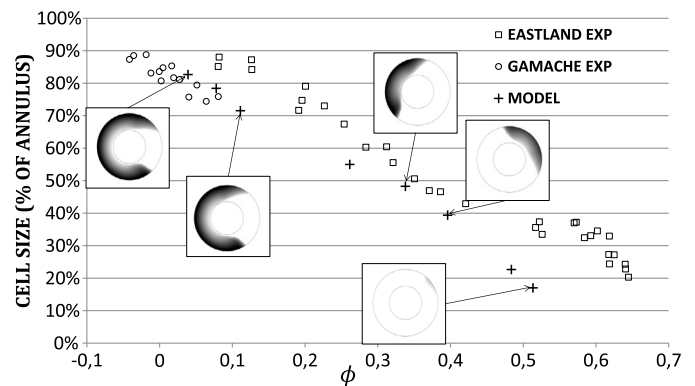 CELL SIZE (% OF ANNULUS)
100%
90%
80%
70%
60%
50%
40%
30%
20%
10%
0%
EASTLAND EXP
GAMACHE EXP
MODEL
-0,1 0 0,1 0,2 0,3 0,4 0,5 0,6 0,7
ϕ